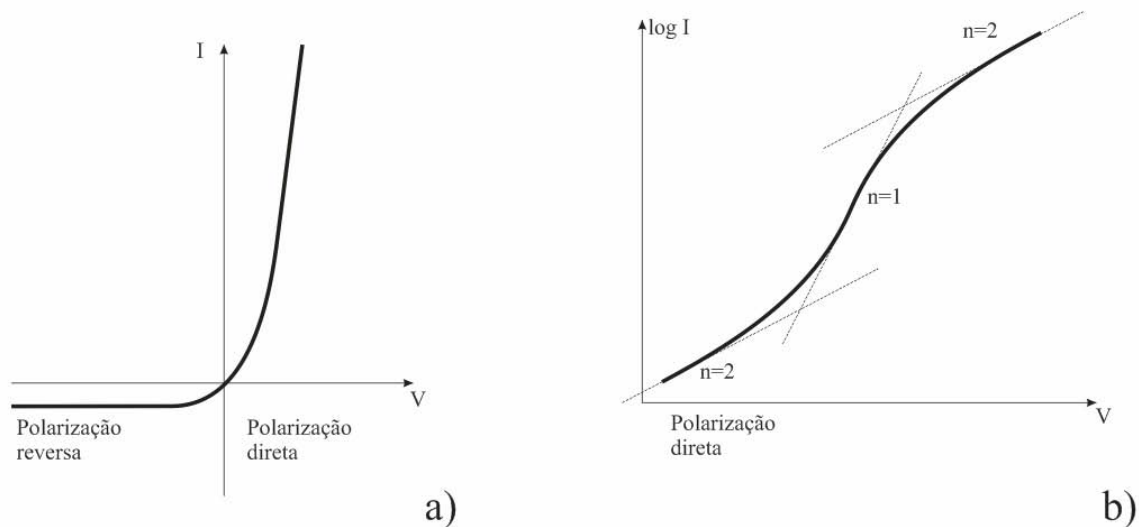 I
V
Polarização
reversa
Polarização
direta
a)
log I
n=2
n=1
n=2
V
Polarização
direta
b)